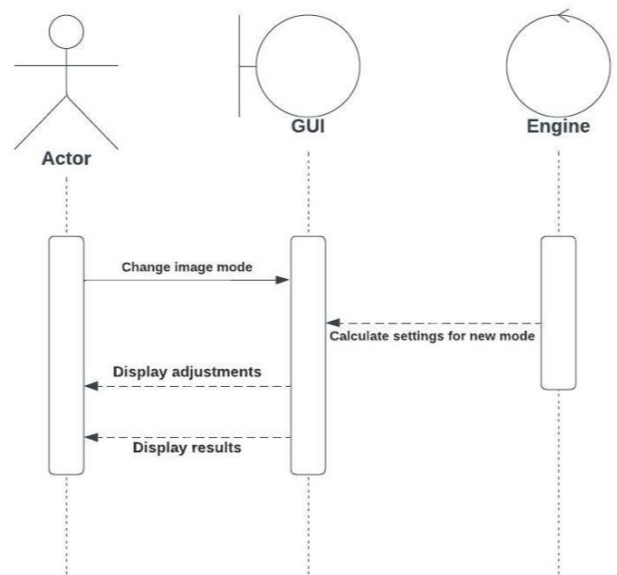 GUI
Engine
Actor
Change image mode
Calculate settings for new mode
Display adjustments
Display results